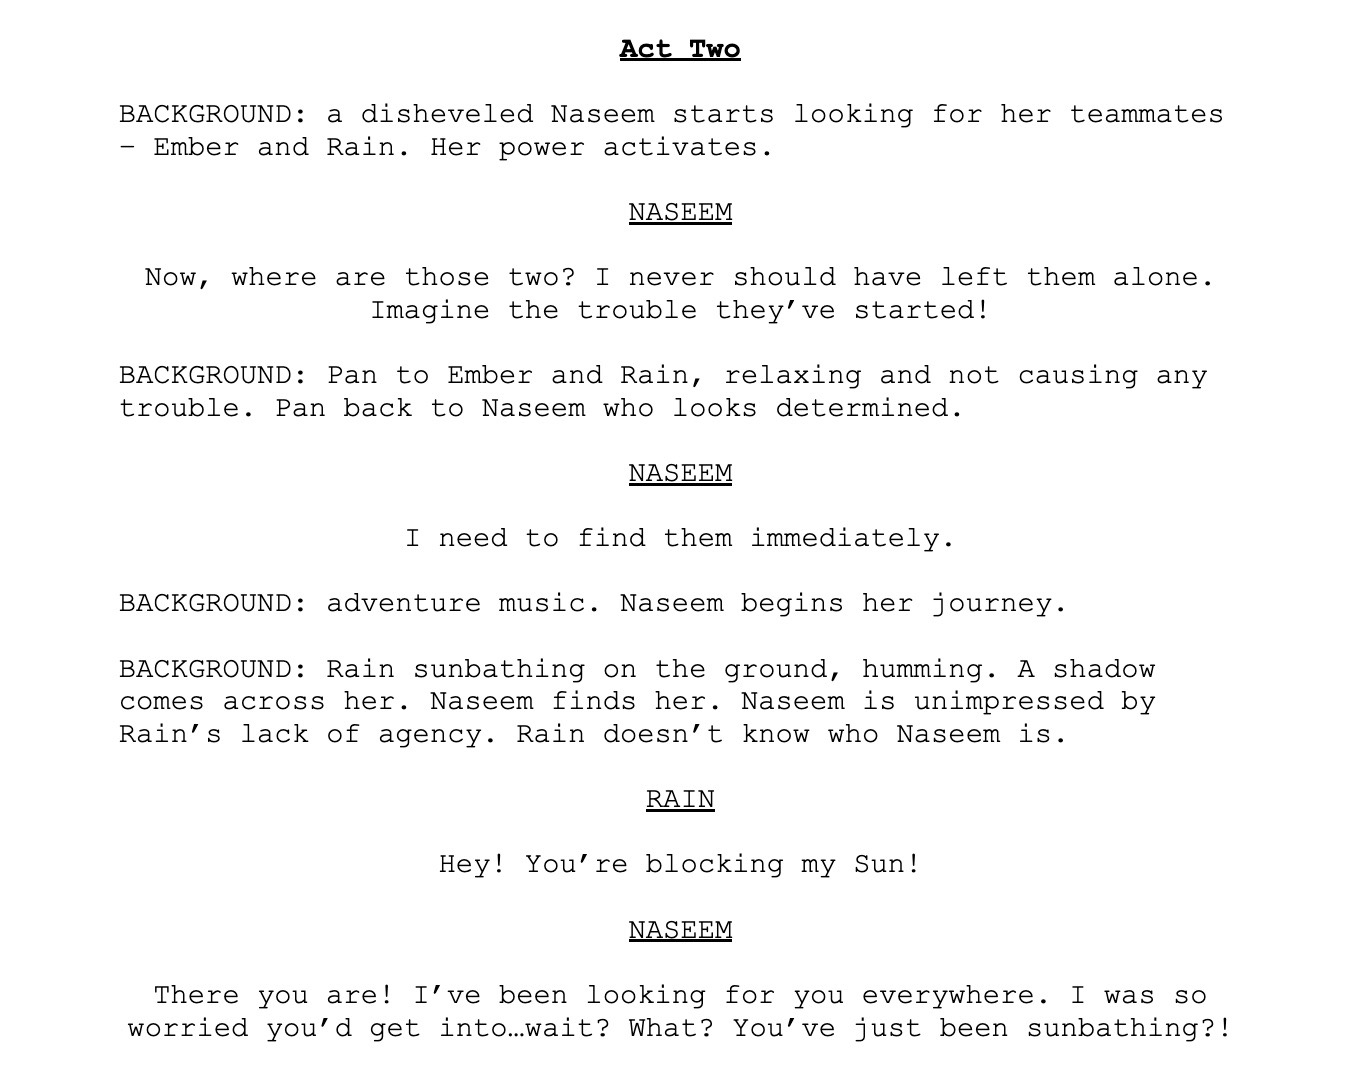 Act Two
BACKGROUND: a disheveled Naseem starts looking for her teammates
– Ember and Rain. Her power activates.
NASEEM
Now, where are those two? I never should have left them alone.
Imagine the trouble they’ve started!
BACKGROUND: Pan to Ember and Rain, relaxing and not causing any
trouble. Pan back to Naseem who looks determined.
NASEEM
I need to find them immediately.
BACKGROUND: adventure music. Naseem begins her journey.
BACKGROUND: Rain sunbathing on the ground, humming. A shadow
comes across her. Naseem finds her. Naseem is unimpressed by
Rain’s lack of agency. Rain doesn’t know who Naseem is.
RAIN
Hey! You’re blocking my Sun!
NASEEM
There you are! I’ve been looking for you everywhere. I was so
worried you’d get into…wait? What? You’ve just been sunbathing?!